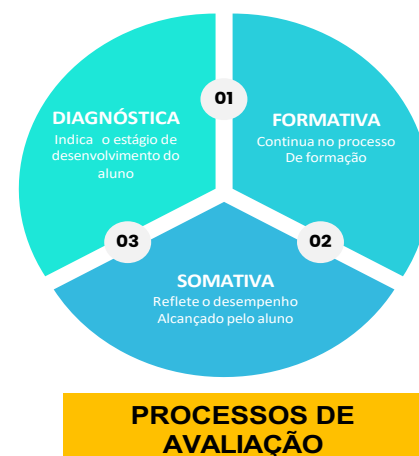 01
DIAGNÓSTICA
Indica o estágio de
desenvolvimento do
aluno
FORMATIVA
Continua no processo
De formação
03
02
SOMATIVA
Reflete o desempenho
Alcançado pelo aluno
PROCESSOS DE
AVALIAÇÃO